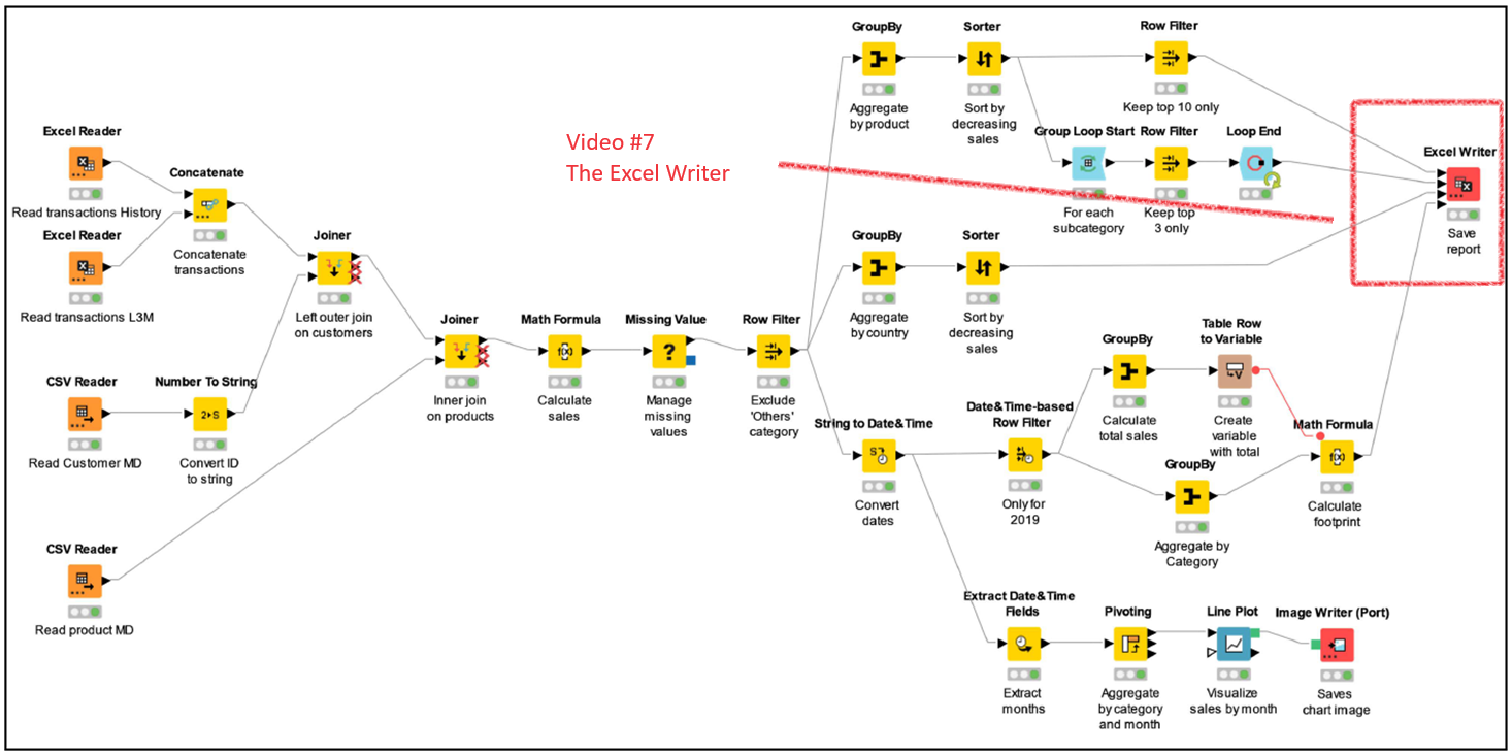 GroupBy
Aggregate
by product
Sorter
Sort by
decreasing
sales
Row Filter
Keep top 10 only
Group Loop Start
For each
subcategory
Row Filter
Keep top
3 only
Loop End
Excel Writer
Save
report
Video #7
The Excel Writer
Excel Reader
Read transactions History
Excel Reader
Read transactions L3M
Concatenate
Concatenate
transactions
Joiner
Left outer join
on customers
CSV Reader
Read Customer MD
Number To String
2▸S
Convert ID
to string
CSV Reader
Read product MD
Joiner
Inner join
on products
Math Formula
f(x)
Calculate
sales
Missing Value
?
Manage
missing
values
Row Filter
Exclude
'Others'
category
GroupBy
Aggregate
by country
Sorter
Sort by
decreasing
sales
String to Date&Time
S
Convert
dates
Date&Time-based
Row Filter
Only for
2019
GroupBy
Calculate
total sales
Table Row
to Variable
V
Create
variable
with total
GroupBy
Aggregate by
Category
Math Formula
f(x)
Calculate
footprint
Extract Date&Time
Fields
Extract
months
Pivoting
Aggregate
by category
and month
Line Plot
Visualize
sales by month
Image Writer (Port)
Saves
chart image